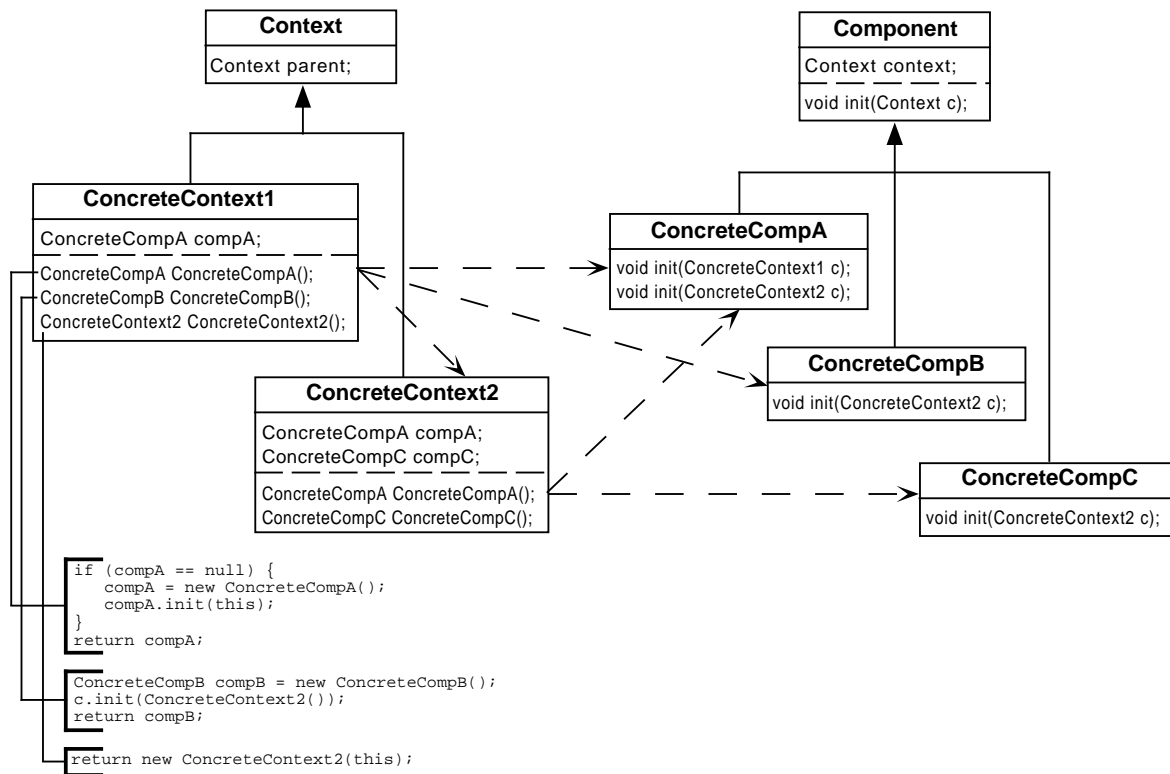 Context
Context parent;
Component
Context context;
void init(Context c);
ConcreteContext1
ConcreteCompA compA;
ConcreteCompA ConcreteCompA();
ConcreteCompB ConcreteCompB();
ConcreteContext2 ConcreteContext2();
ConcreteCompA
void init(ConcreteContext1 c);
void init(ConcreteContext2 c);
ConcreteCompB
void init(ConcreteContext2 c);
ConcreteContext2
ConcreteCompA compA;
ConcreteCompC compC;
ConcreteCompA ConcreteCompA();
ConcreteCompC ConcreteCompC();
ConcreteCompC
void init(ConcreteContext2 c);
if (compA == null) {
compA = new ConcreteCompA();
compA.init(this);
}
return compA;
ConcreteCompB compB = new ConcreteCompB();
c.init(ConcreteContext2());
return compB;
return new ConcreteContext2(this);